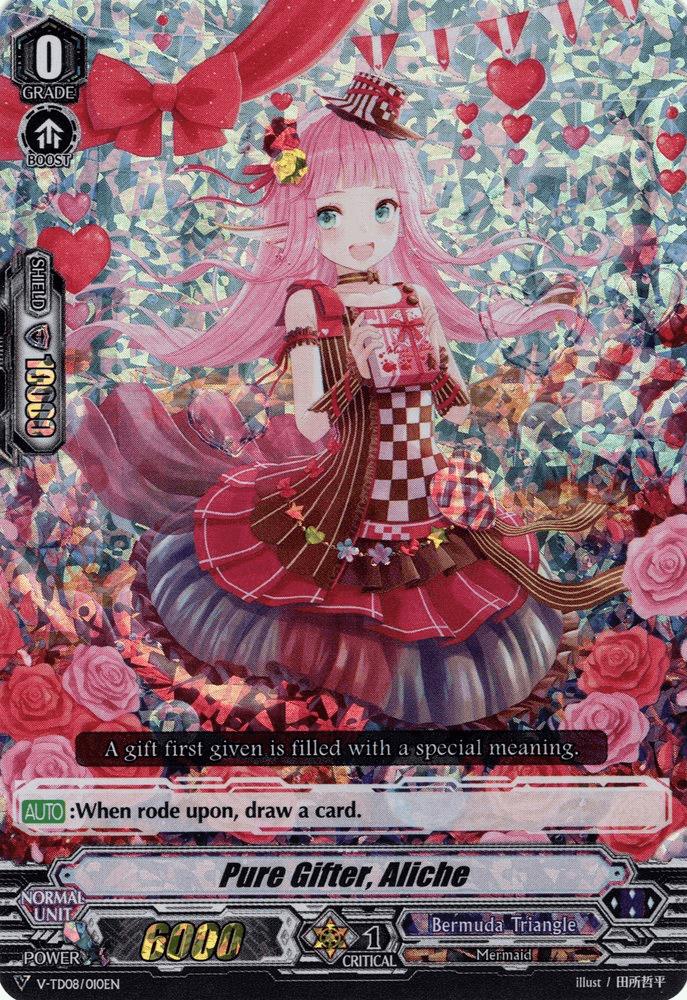 0
GRADE
BOOST
SHIELD
10000
A gift first given is filled with a special meaning.
AUTO :When rode upon, draw a card.
Pure Gifter, Aliche
NORMAL
UNIT
POWER
6000
1
CRITICAL
Bermuda Triangle
Mermaid
V-TD08/010EN
illust / 田所哲平